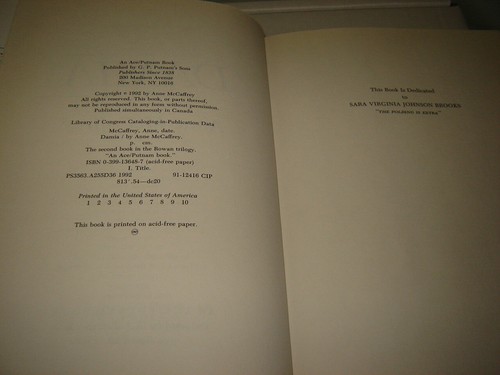 An Ace/Putnam Book
Published by G. P. Putnam's Sons
Publishers Since 1838
200 Madison Avenue
New York, NY 10016
Copyright © 1992 by Anne McCaffrey
All rights reserved. This book, or parts thereof,
may not be reproduced in any form without permission.
Published simultaneously in Canada
Library of Congress Cataloging-in-Publication Data
McCaffrey, Anne, date.
Damia / by Anne McCaffrey.
p. cm.
The second book in the Rowan trilogy.
"An Ace/Putnam book."
ISBN 0-399-13648-7 (acid-free paper)
I. Title.
PS3563.A255D36 1992 91-12416 CIP
813'.54—dc20
Printed in the United States of America
1 2 3 4 5 6 7 8 9 10
This book is printed on acid-free paper.
This Book Is Dedicated
to
SARA VIRGINIA JOHNSON BROOKS
"THE FOLDING IS EXTRA"